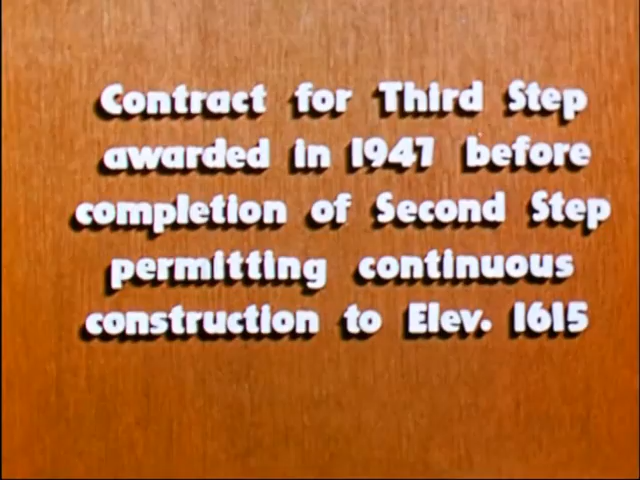 Contract for Third Step
awarded in 1947 before
completion of Second Step
permitting continuous
construction to Elev. 1615